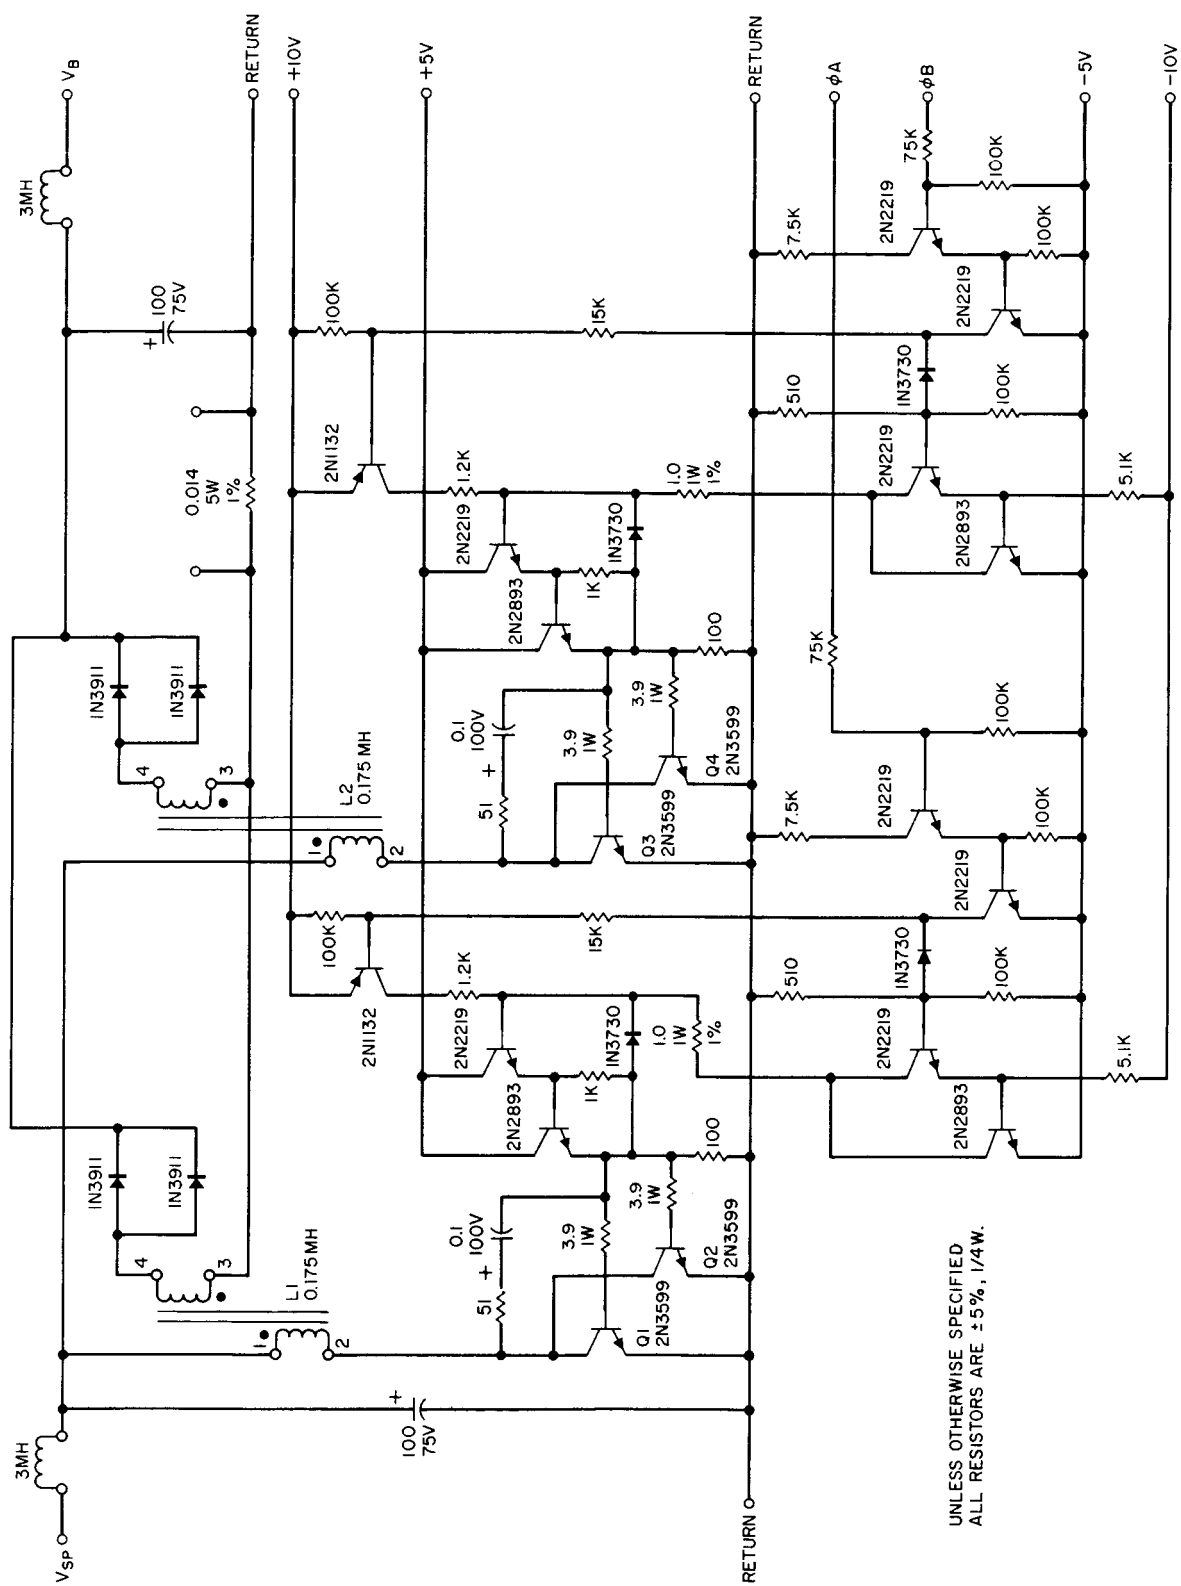 3MH
3MH
VSP
VB
1N3911
1N3911
1N3911
1N3911
4
3
4
3
100
75V
+
0.014
5W
1%
RETURN
1
2
L1
0.175MH
1
2
L2
0.175 MH
+10V
100K
100K
2N1132
2N1132
100
75V
+
+5V
0.1
100V
+
51
2N2219
1.2K
2N2893
0.1
100V
+
51
2N2219
1.2K
2N2893
3.9
1W
1K
1N3730
15K
3.9
1W
1K
1N3730
15K
Q1
2N3599
3.9
1W
1.0
1W
1%
Q3
2N3599
3.9
1W
1.0
1W
1%
Q2
2N3599
100
Q4
2N3599
100
RETURN
RETURN
510
7.5K
510
7.5K
75K
φA
2N2219
1N3730
2N2219
2N2219
1N3730
2N2219
75K
φB
2N2893
2N2219
2N2893
2N2219
100K
100K
100K
100K
100K
100K
-5V
5.1K
5.1K
-10V
UNLESS OTHERWISE SPECIFIED
ALL RESISTORS ARE ±5%, 1/4W.